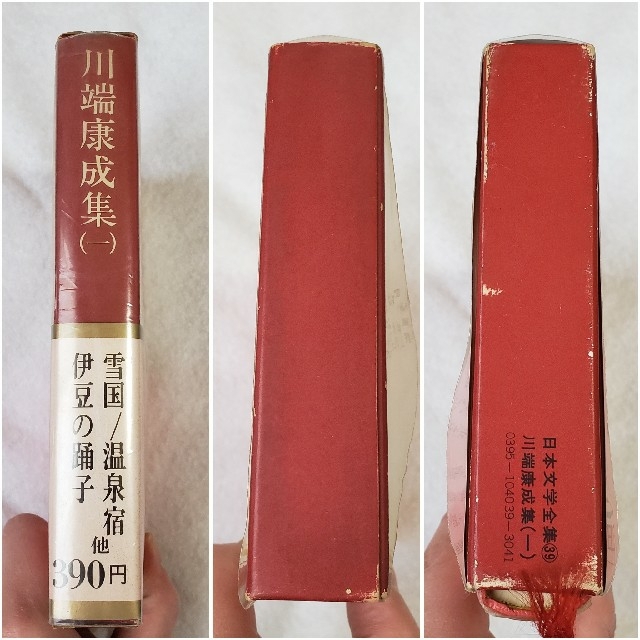 川端康成集(一)
雪国/温泉宿
伊豆の踊子
他
390円
日本文学全集㊴
川端康成集(一)
0395-104039-3041